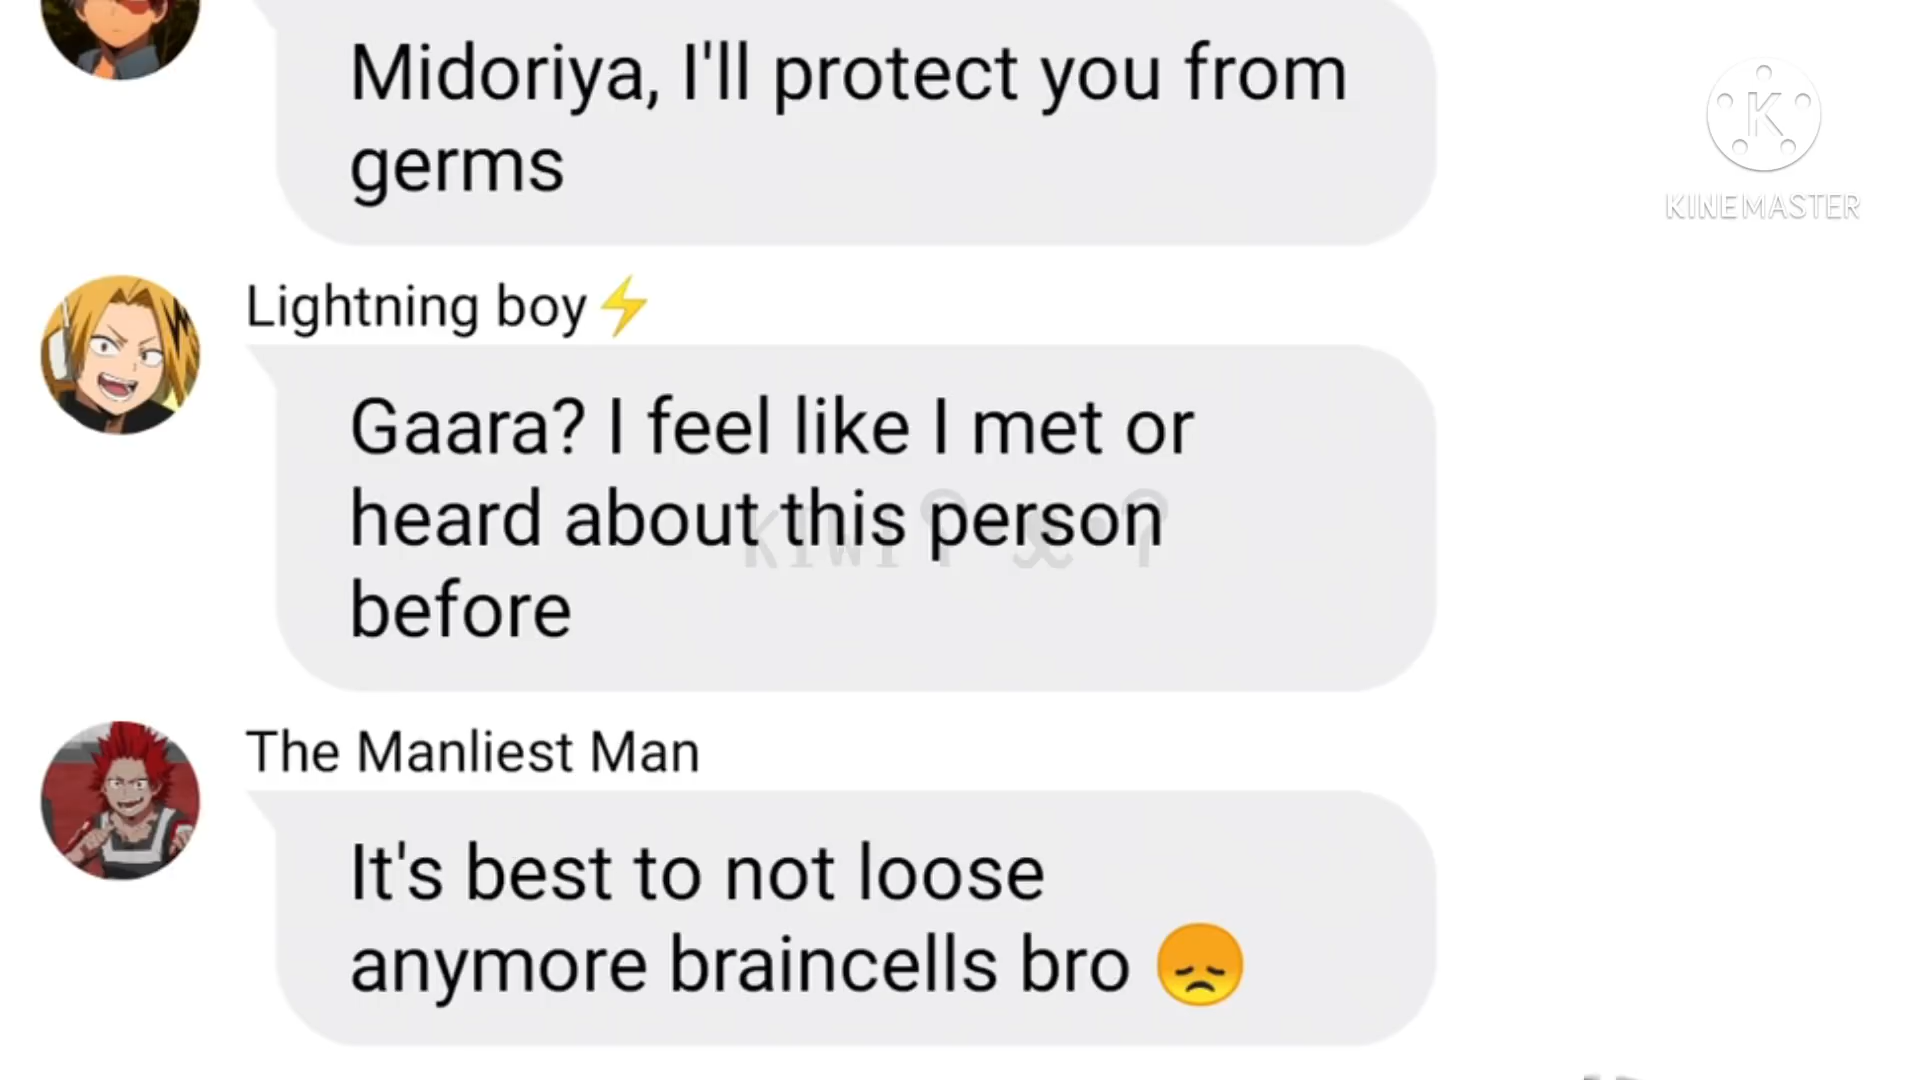 Midoriya, I'll protect you from
germs
K
KINEMASTER
Lightning boy⚡
Gaara? I feel like I met or
heard about this person
before
The Manliest Man
It's best to not loose
anymore braincells bro 😞